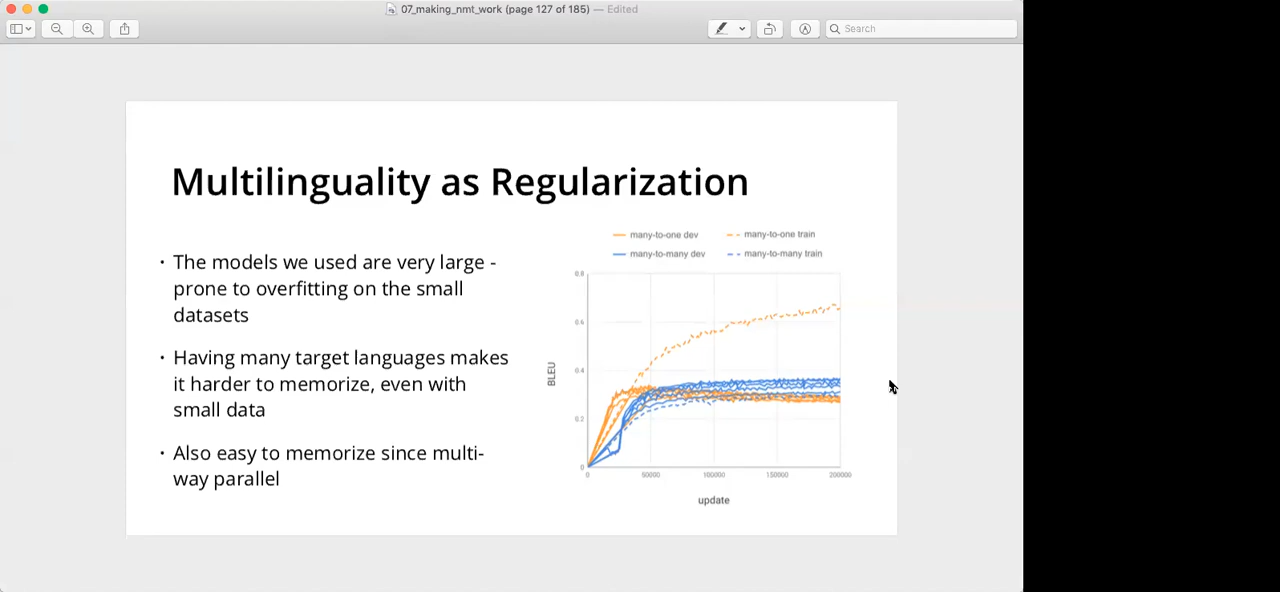 07_making_nmt_work (page 127 of 185) — Edited
Search
Multilinguality as Regularization
• The models we used are very large -
prone to overfitting on the small
datasets
• Having many target languages makes
it harder to memorize, even with
small data
• Also easy to memorize since multi-
way parallel
many-to-one dev
many-to-one train
many-to-many dev
many-to-many train
0.8
0.6
0.4
0.2
0
BLEU
0 50000 100000 150000 200000
update